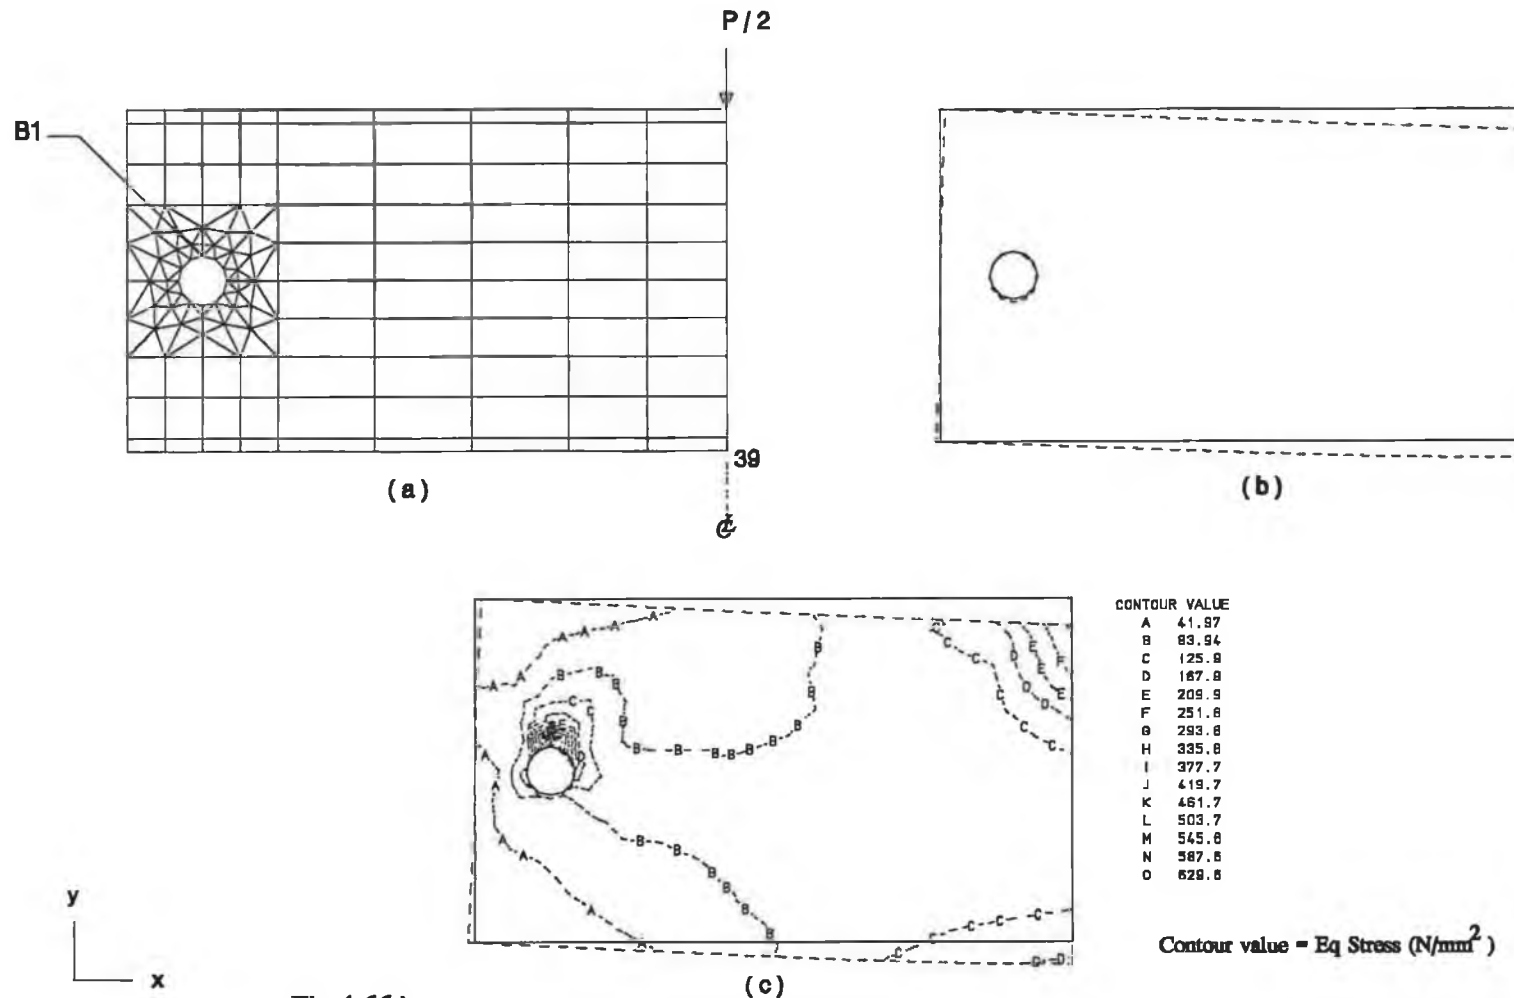 P/2
B1
39
(a)
(b)
CONTOUR VALUE
A 41.97
B 83.94
C 125.9
D 167.9
E 209.9
F 251.8
G 293.8
H 335.8
I 377.7
J 419.7
K 461.7
L 503.7
M 545.6
N 587.6
O 629.6
y
x
(c)
Contour value = Eq Stress (N/mm²)